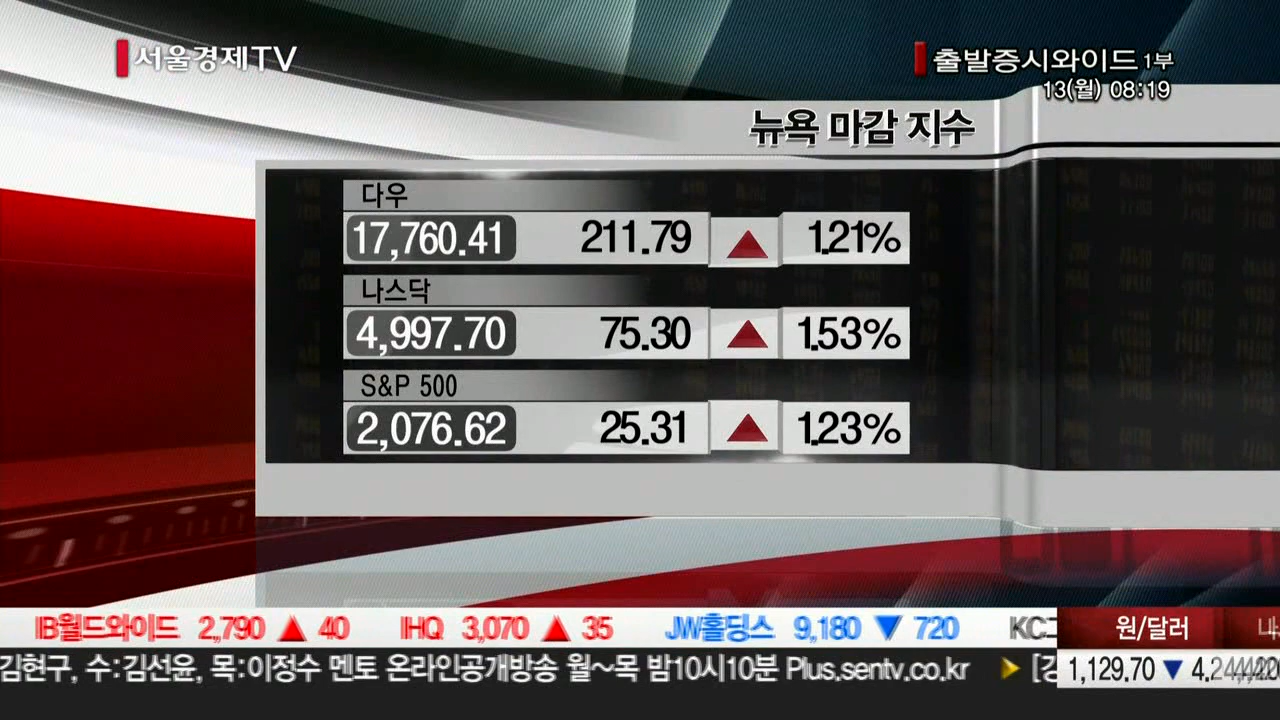 서울경제TV
출발증시와이드 1부
13(월) 08:19
뉴욕 마감 지수
다우
17,760.41 211.79 ▲ 1.21%
나스닥
4,997.70 75.30 ▲ 1.53%
S&P 500
2,076.62 25.31 ▲ 1.23%
IB월드와이드 2,790 ▲ 40 IHQ 3,070 ▲ 35 JW홀딩스 9,180 ▼ 720
원/달러
김현구, 수:김선윤, 목:이정수 멘토 온라인공개방송 월~목 밤10시10분 Plus.sentv.co.kr ▶
1,129.70 ▼